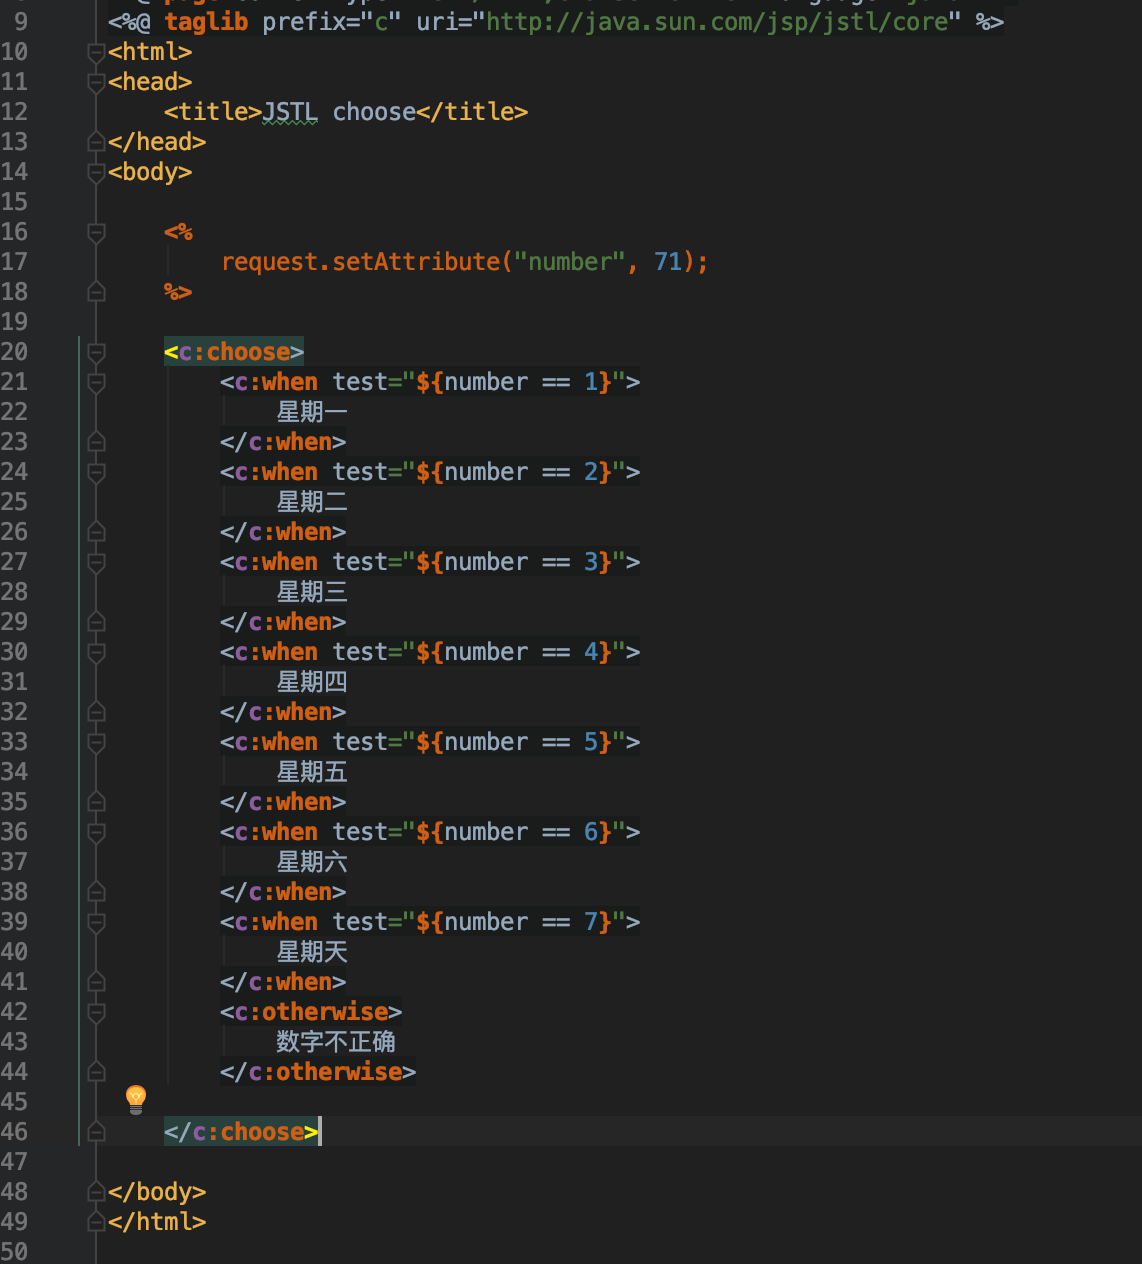 9 <%@ taglib prefix="c" uri="http://java.sun.com/jsp/jstl/core" %>
10 <html>
11 <head>
12     <title>JSTL choose</title>
13 </head>
14 <body>
15
16     <%
17         request.setAttribute("number", 71);
18     %>
19
20     <c:choose>
21         <c:when test="${number == 1}">
22             星期一
23         </c:when>
24         <c:when test="${number == 2}">
25             星期二
26         </c:when>
27         <c:when test="${number == 3}">
28             星期三
29         </c:when>
30         <c:when test="${number == 4}">
31             星期四
32         </c:when>
33         <c:when test="${number == 5}">
34             星期五
35         </c:when>
36         <c:when test="${number == 6}">
37             星期六
38         </c:when>
39         <c:when test="${number == 7}">
40             星期天
41         </c:when>
42         <c:otherwise>
43             数字不正确
44         </c:otherwise>
45
46     </c:choose>
47
48 </body>
49 </html>
50